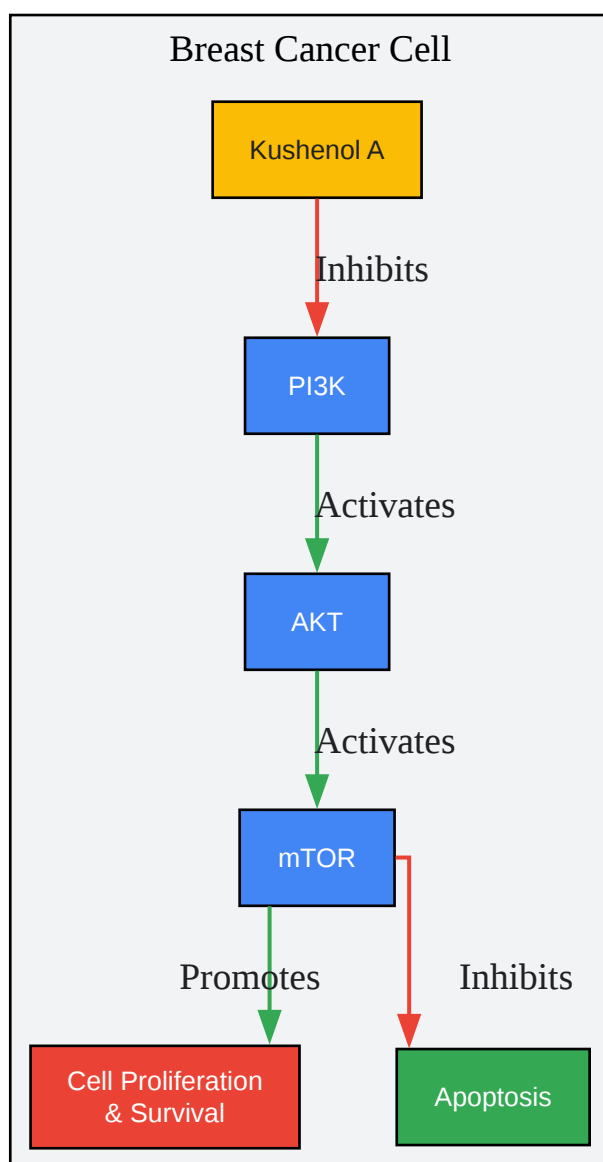 Breast Cancer Cell
Kushenol A
Inhibits
PI3K
Activates
AKT
Activates
mTOR
Promotes
Inhibits
Cell Proliferation
& Survival
Apoptosis